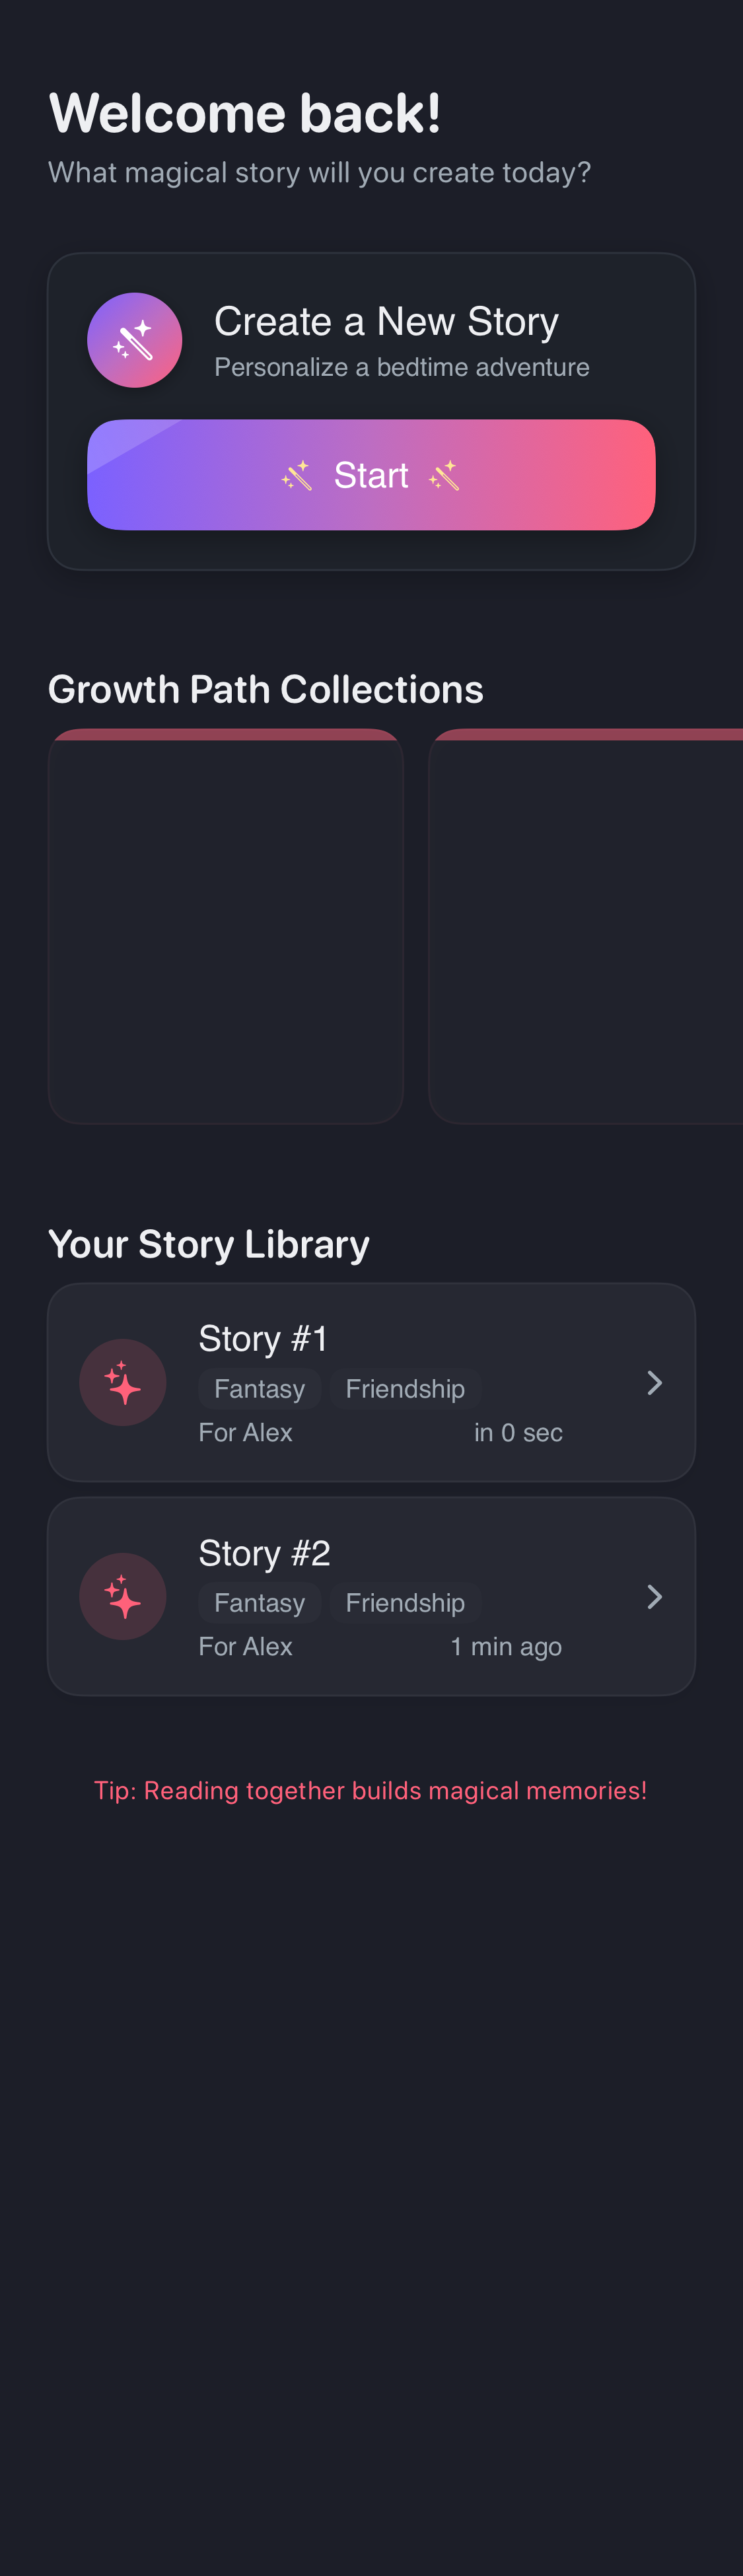 Welcome back!
What magical story will you create today?
Create a New Story
Personalize a bedtime adventure
Start
Growth Path Collections
Your Story Library
Story #1
Fantasy Friendship
For Alex in 0 sec
Story #2
Fantasy Friendship
For Alex 1 min ago
Tip: Reading together builds magical memories!